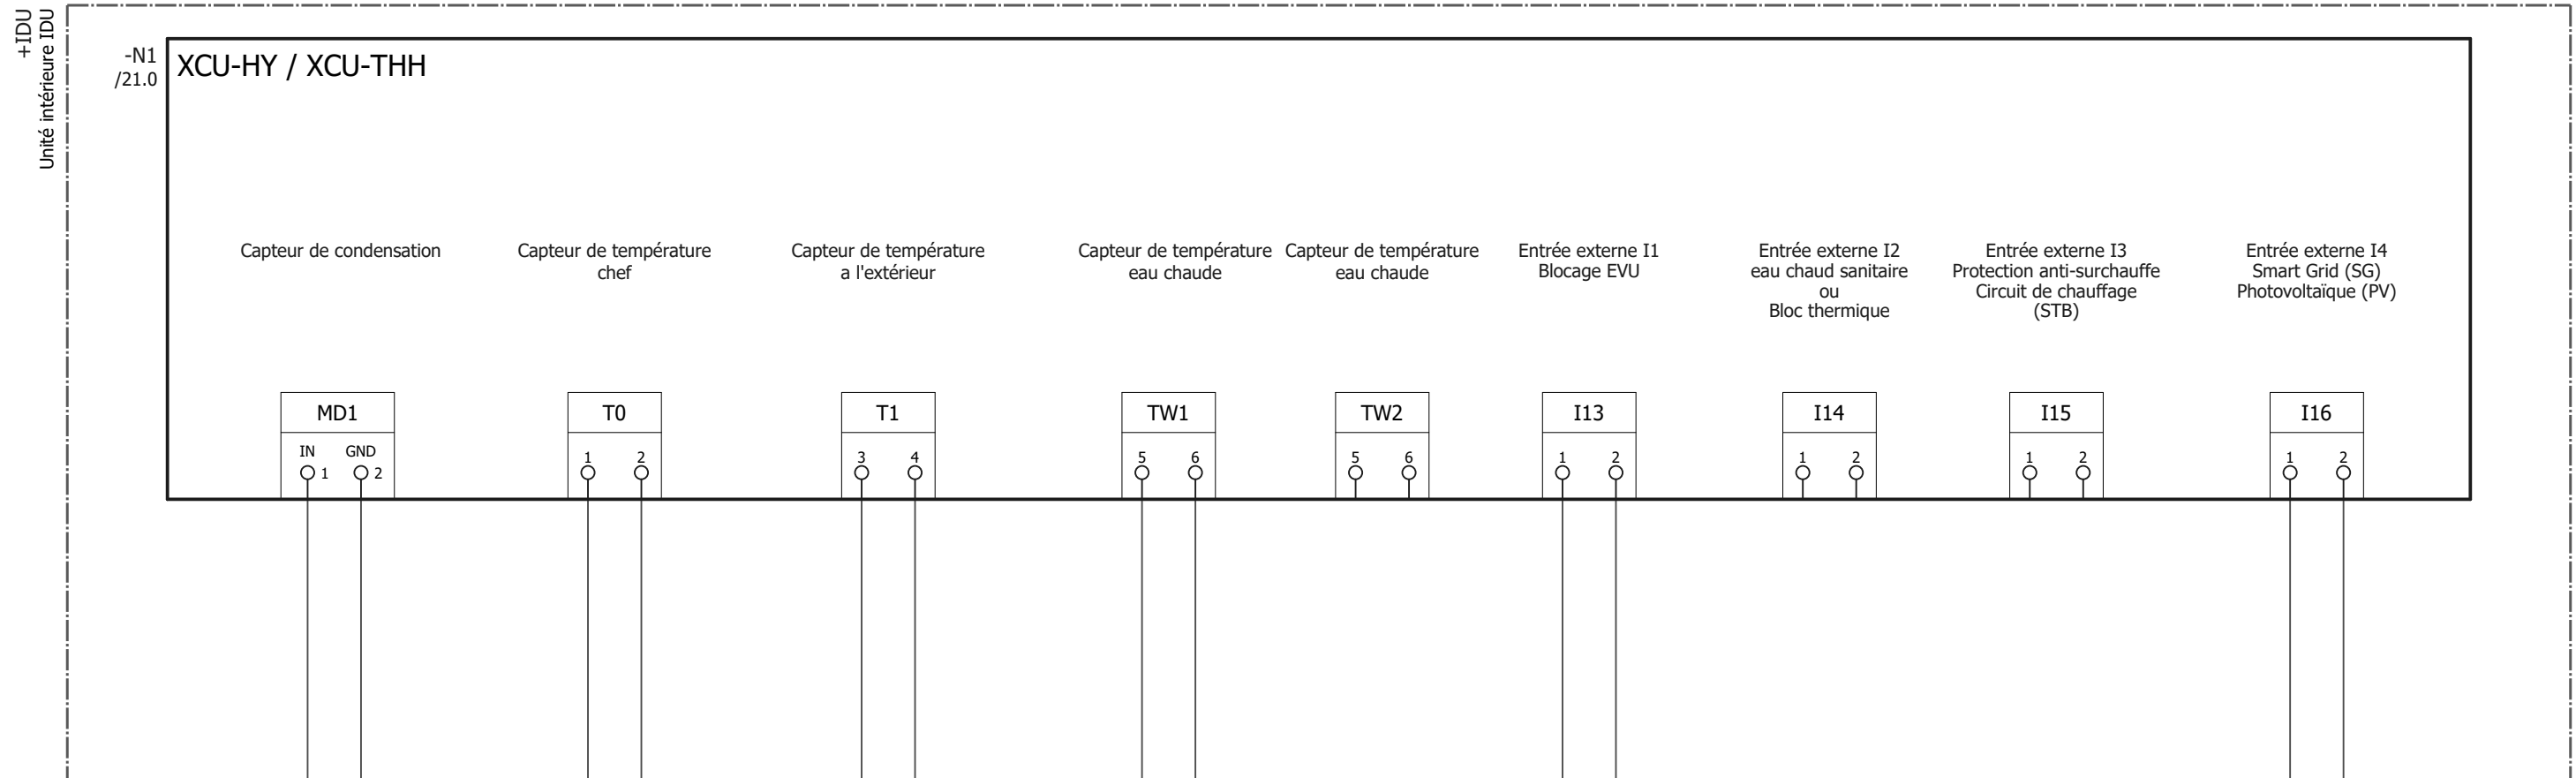 +IDU
Unité intérieure IDU
-N1
/21.0
XCU-HY / XCU-THH
Capteur de condensation
Capteur de température
chef
Capteur de température
a l'extérieur
Capteur de température
eau chaude
Capteur de température
eau chaude
Entrée externe I1
Blocage EVU
Entrée externe I2
eau chaud sanitaire
ou
Bloc thermique
Entrée externe I3
Protection anti-surchauffe
Circuit de chauffage
(STB)
Entrée externe I4
Smart Grid (SG)
Photovoltaïque (PV)
MD1
IN GND
1 2
T0
1 2
T1
3 4
TW1
5 6
TW2
5 6
I13
1 2
I14
1 2
I15
1 2
I16
1 2